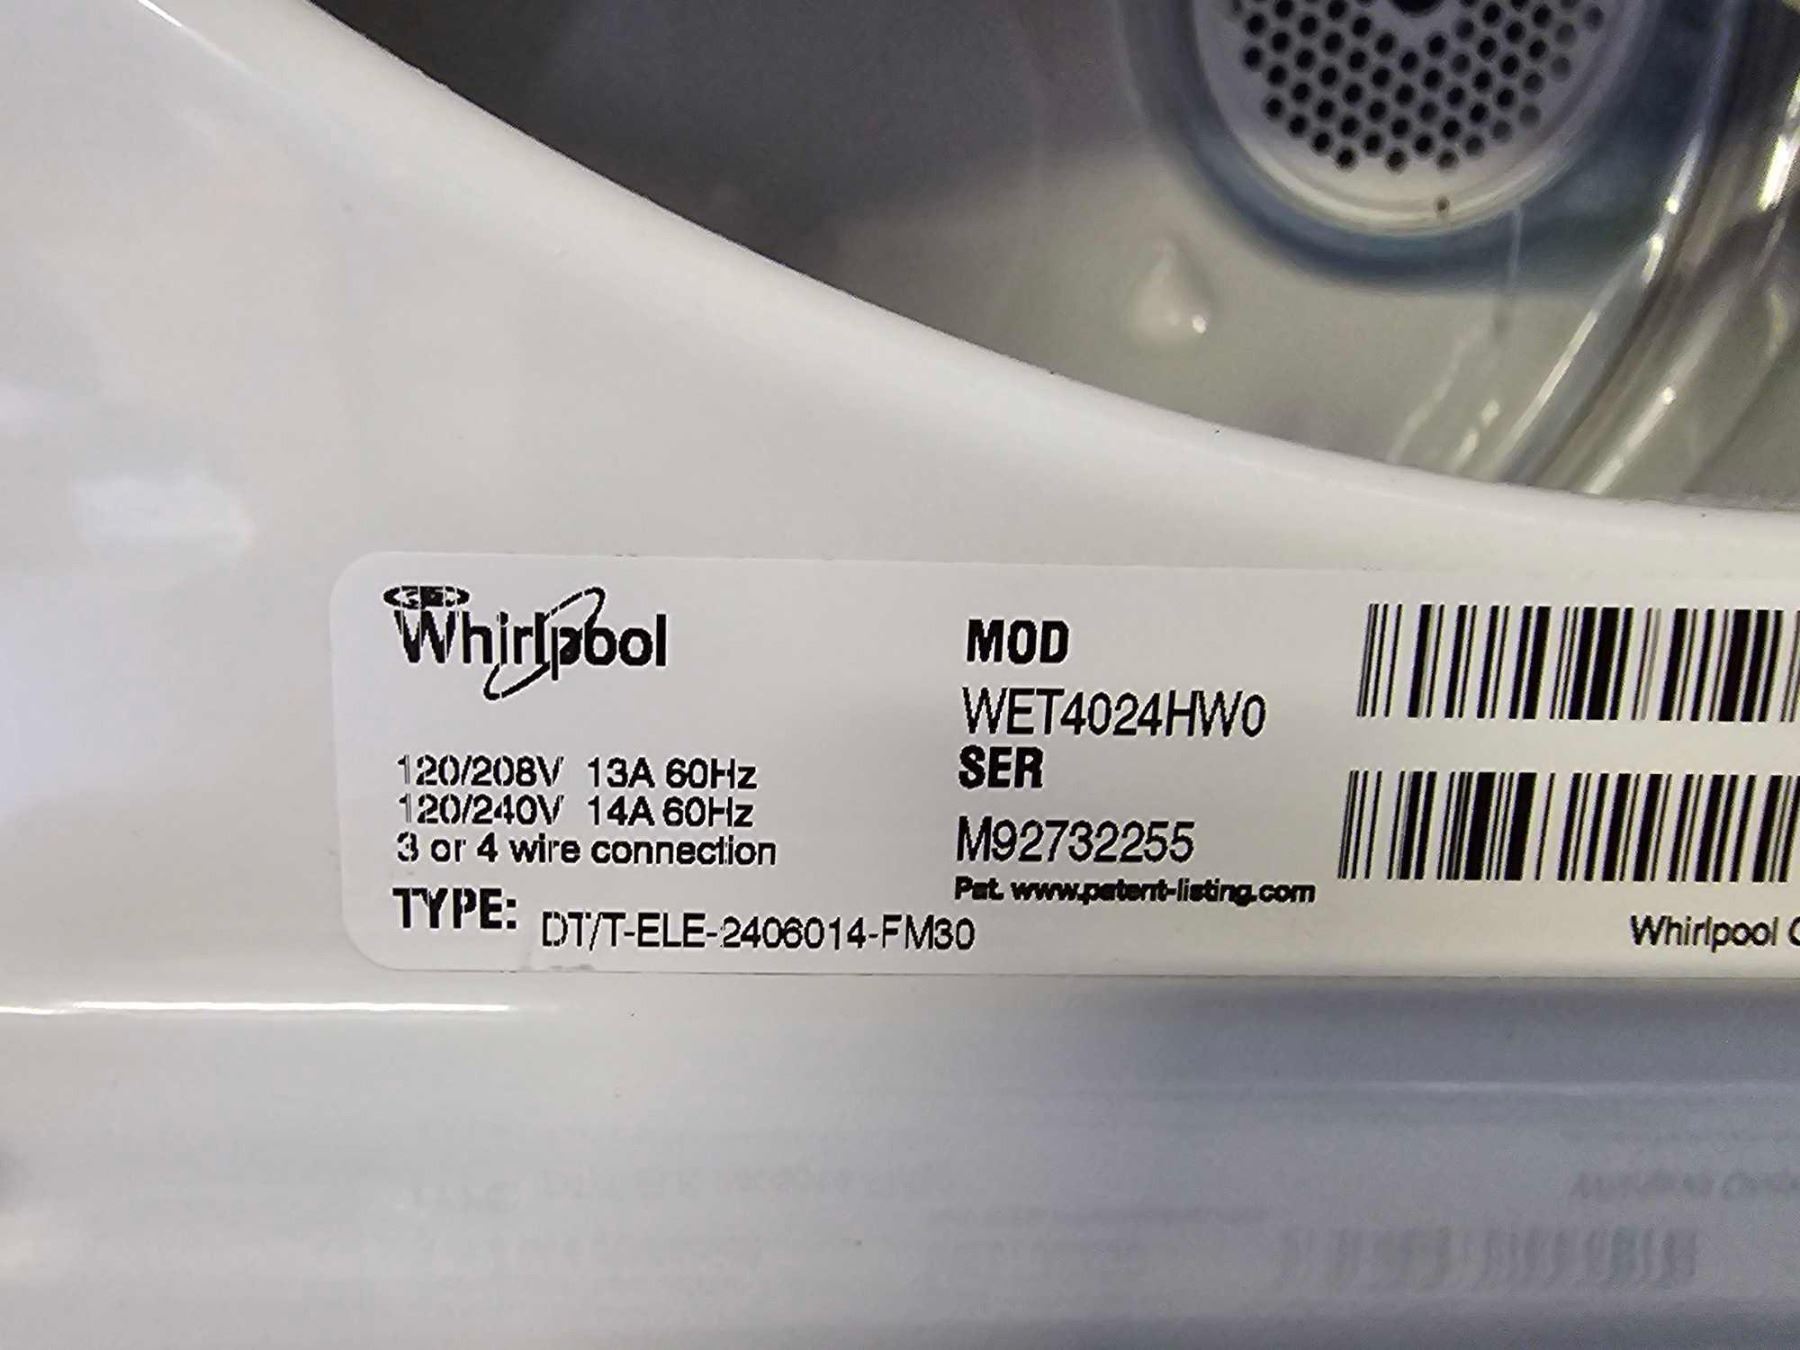 Whirlpool
120/208V 13A 60Hz
120/240V 14A 60Hz
3 or 4 wire connection
TYPE: DT/T-ELE-2406014-FM30
MOD
WET4024HW0
SER
M92732255
Pat. www.patent-listing.com
Whirlpool